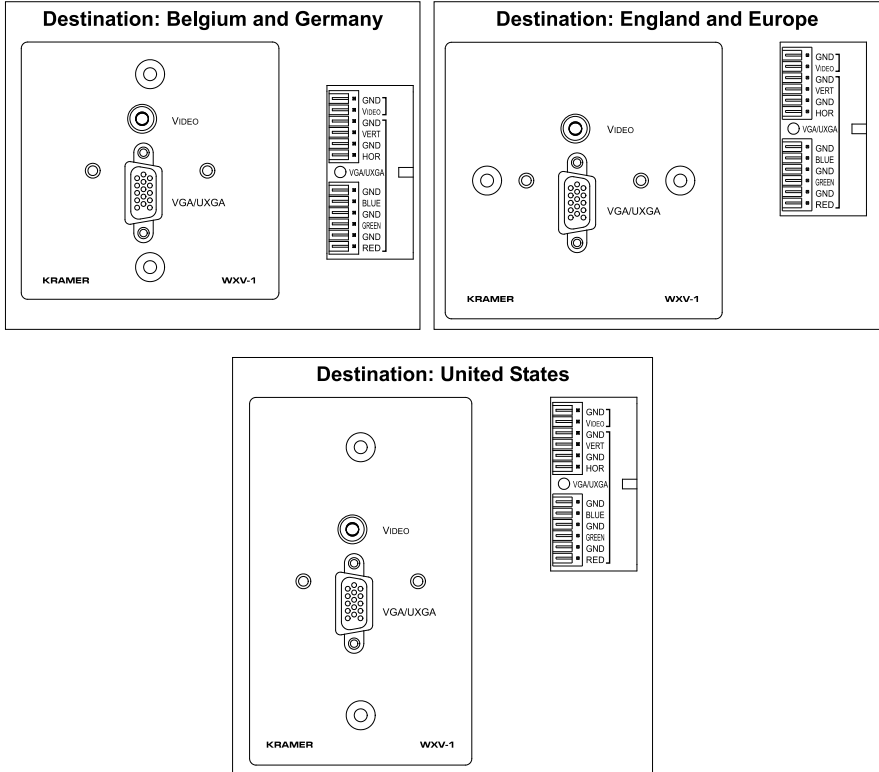 Destination: Belgium and Germany
VIDEO
VGA/UXGA
KRAMER WXV-1
GND
VIDEO
GND
VERT
GND
HOR
VGA/UXGA
GND
BLUE
GND
GREEN
GND
RED
Destination: England and Europe
VIDEO
VGA/UXGA
KRAMER WXV-1
GND
VIDEO
GND
VERT
GND
HOR
VGA/UXGA
GND
BLUE
GND
GREEN
GND
RED
Destination: United States
VIDEO
VGA/UXGA
KRAMER WXV-1
GND
VIDEO
GND
VERT
GND
HOR
VGA/UXGA
GND
BLUE
GND
GREEN
GND
RED